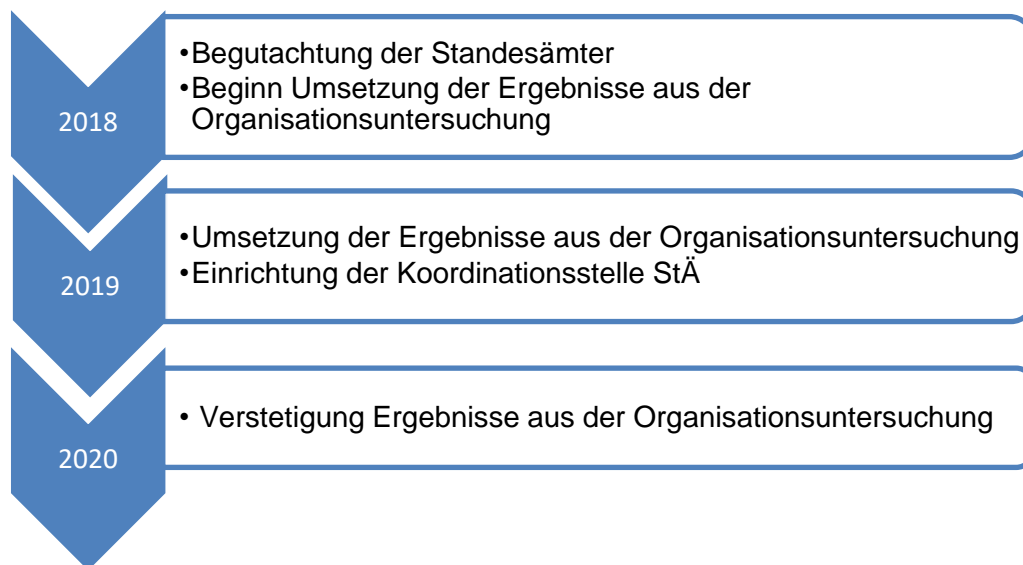 2018
•Begutachtung der Standesämter
•Beginn Umsetzung der Ergebnisse aus der
Organisationsuntersuchung
2019
•Umsetzung der Ergebnisse aus der Organisationsuntersuchung
•Einrichtung der Koordinationsstelle StÄ
2020
• Verstetigung Ergebnisse aus der Organisationsuntersuchung